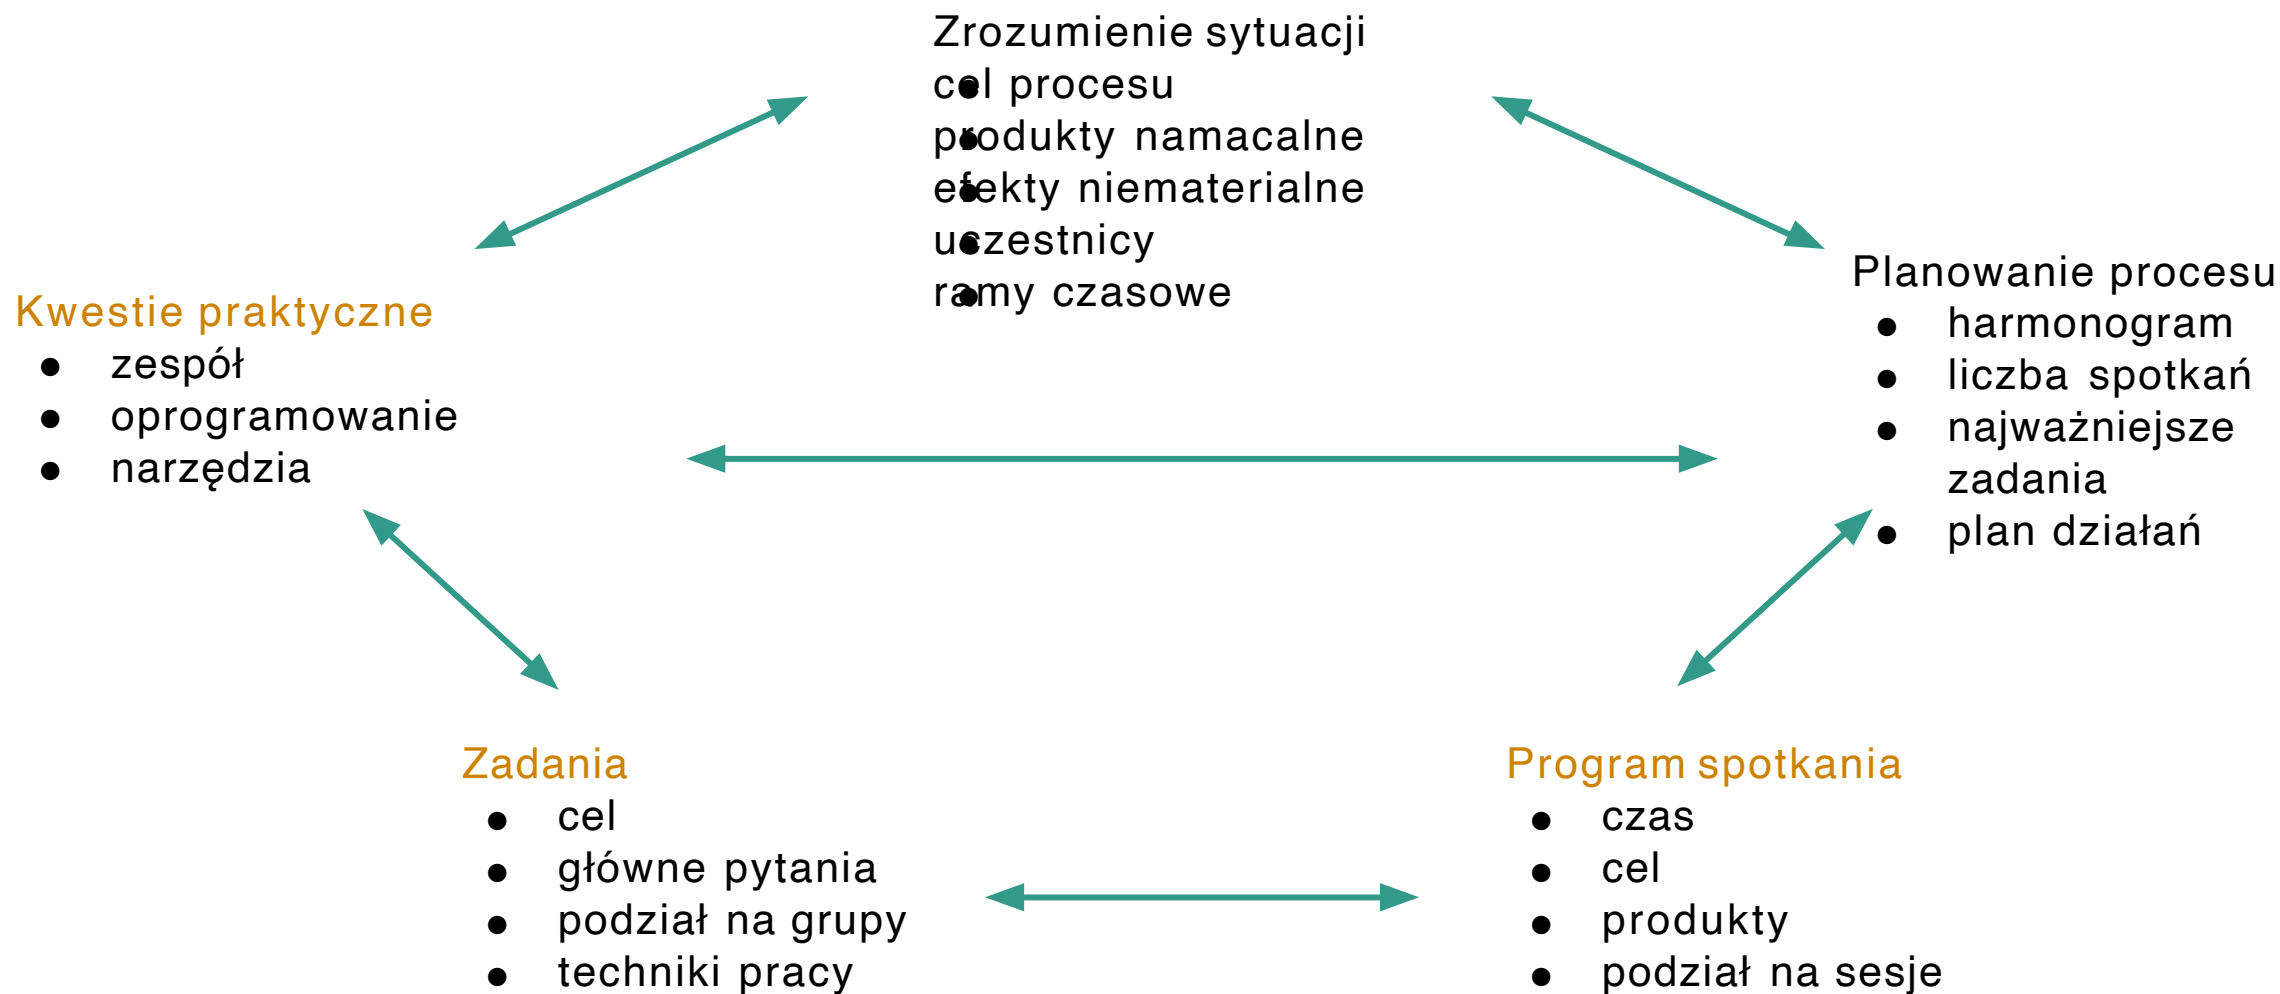 Zrozumienie sytuacji
cel procesu
produkty namacalne
efekty niematerialne
uczestnicy
ramy czasowe
Kwestie praktyczne
● zespół
● oprogramowanie
● narzędzia
Planowanie procesu
● harmonogram
● liczba spotkań
● najważniejsze
zadania
● plan działań
Zadania
● cel
● główne pytania
● podział na grupy
● techniki pracy
Program spotkania
● czas
● cel
● produkty
● podział na sesje